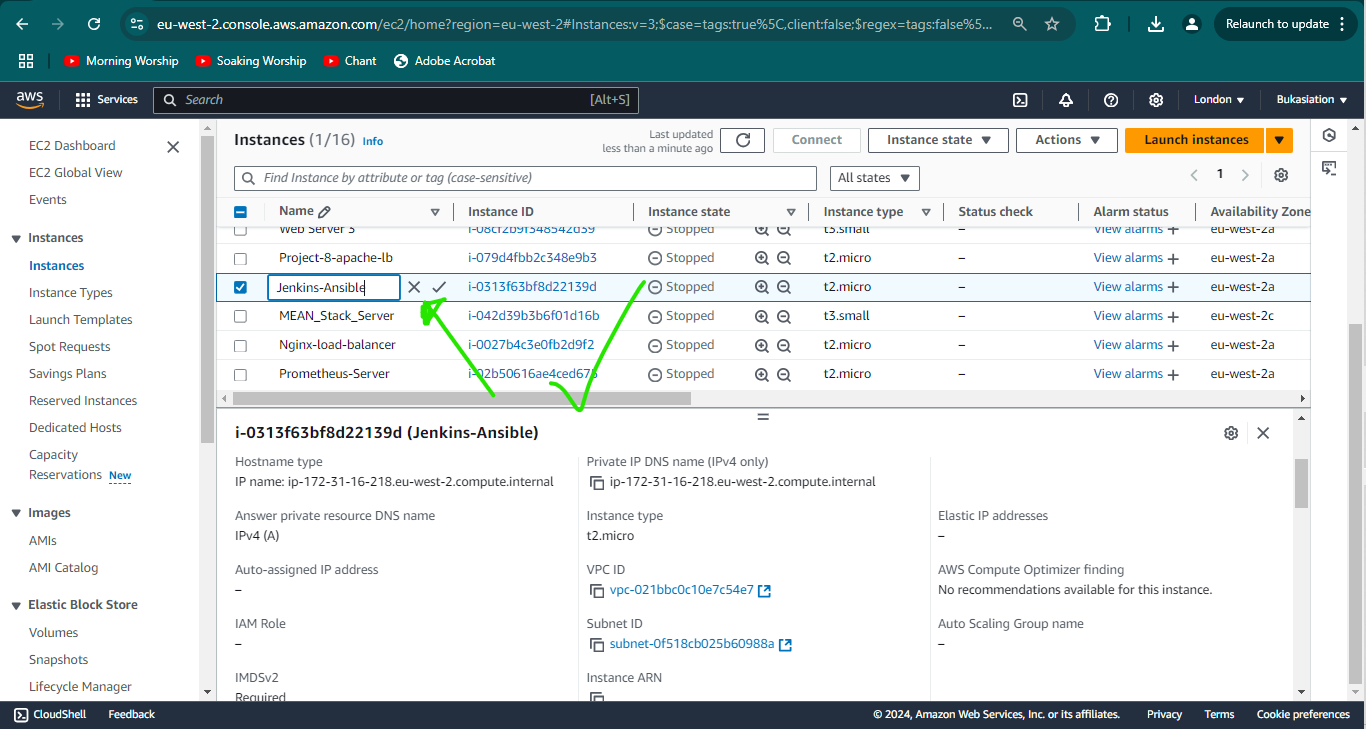 eu-west-2.console.aws.amazon.com/ec2/home?region=eu-west-2#Instances:v=3;$case=tags:true%5C,client:false;$regex=tags:false%5...
Relaunch to update
Morning Worship
Soaking Worship
Chant
Adobe Acrobat
aws
Services
Search
[Alt+S]
London
Bukasiation
EC2 Dashboard
EC2 Global View
Events
Instances
Instances
Instance Types
Launch Templates
Spot Requests
Savings Plans
Reserved Instances
Dedicated Hosts
Capacity
Reservations New
Images
AMIs
AMI Catalog
Elastic Block Store
Volumes
Snapshots
Lifecycle Manager
Instances (1/16) Info
Last updated
less than a minute ago
Connect
Instance state
Actions
Launch instances
Find Instance by attribute or tag (case-sensitive)
All states
1
Name Instance ID Instance state Instance type Status check Alarm status Availability Zone
Web Server 3 i-08cf2b9f348542d39 Stopped t3.small – View alarms + eu-west-2a
Project-8-apache-lb i-079d4fbb2c348e9b3 Stopped t2.micro – View alarms + eu-west-2a
Jenkins-Ansible i-0313f63bf8d22139d Stopped t2.micro – View alarms + eu-west-2a
MEAN_Stack_Server i-042d39b3b6f01d16b Stopped t3.small – View alarms + eu-west-2c
Nginx-load-balancer i-0027b4c3e0fb2d9f2 Stopped t2.micro – View alarms + eu-west-2a
Prometheus-Server Stopped t2.micro – View alarms + eu-west-2a
i-0313f63bf8d22139d (Jenkins-Ansible)
Hostname type
IP name: ip-172-31-16-218.eu-west-2.compute.internal
Private IP DNS name (IPv4 only)
ip-172-31-16-218.eu-west-2.compute.internal
Answer private resource DNS name
IPv4 (A)
Instance type
t2.micro
Elastic IP addresses
–
Auto-assigned IP address
–
VPC ID
vpc-021bbc0c10e7c54e7
AWS Compute Optimizer finding
No recommendations available for this instance.
IAM Role
–
Subnet ID
subnet-0f518cb025b60988a
Auto Scaling Group name
–
IMDSv2
Required
Instance ARN
CloudShell
Feedback
© 2024, Amazon Web Services, Inc. or its affiliates.
Privacy
Terms
Cookie preferences